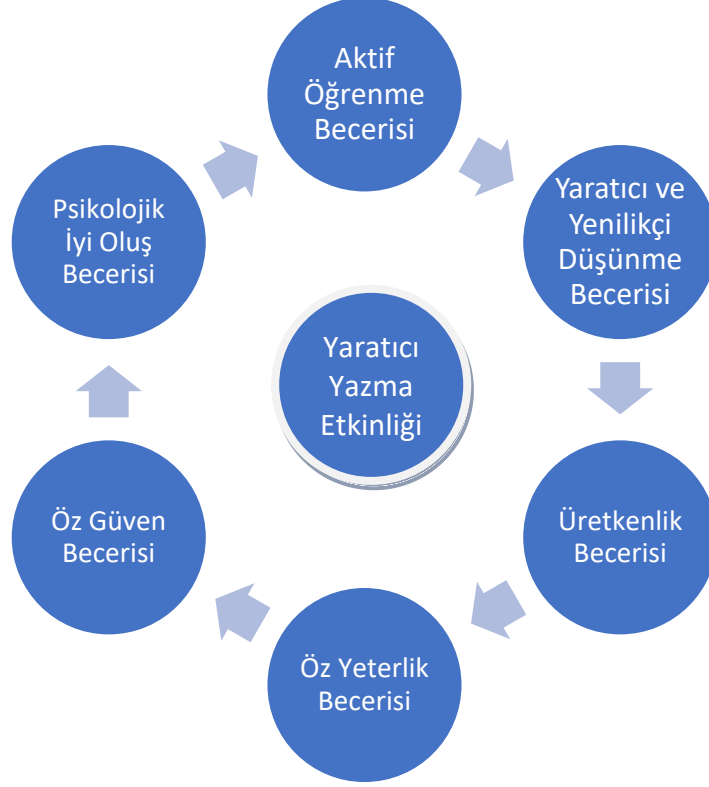 Aktif
Öğrenme
Becerisi
Yaratıcı ve
Yenilikçi
Düşünme
Becerisi
Üretkenlik
Becerisi
Öz Yeterlik
Becerisi
Öz Güven
Becerisi
Psikolojik
İyi Oluş
Becerisi
Yaratıcı
Yazma
Etkinliği